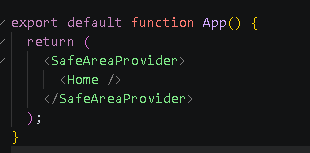 export default function App() {
  return (
    <SafeAreaProvider>
      <Home />
    </SafeAreaProvider>
  );
}